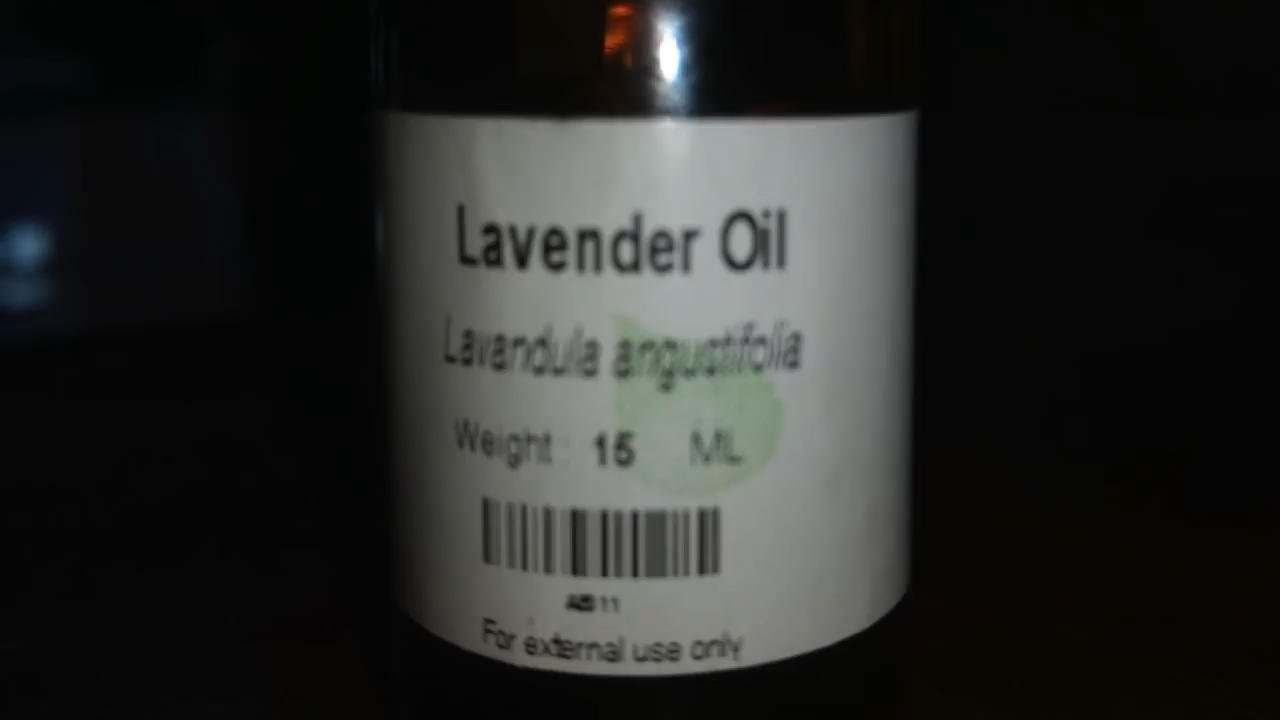 Lavender Oil
Lavandula angustifolia
Weight : 15 ML
For external use only